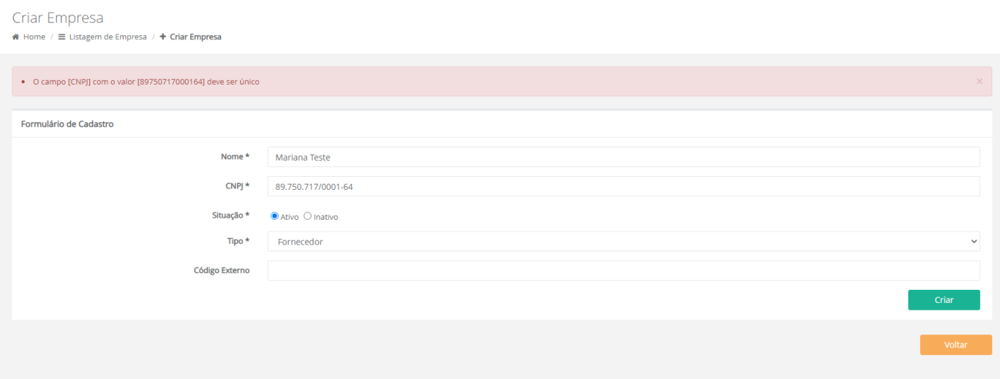 Criar Empresa
Home / Listagem de Empresa / Criar Empresa
O campo [CNPJ] com o valor [89750717000164] deve ser único ×
Formulário de Cadastro
Nome * Mariana Teste
CNPJ * 89.750.717/0001-64
Situação * Ativo Inativo
Tipo * Fornecedor
Código Externo
Criar
Voltar